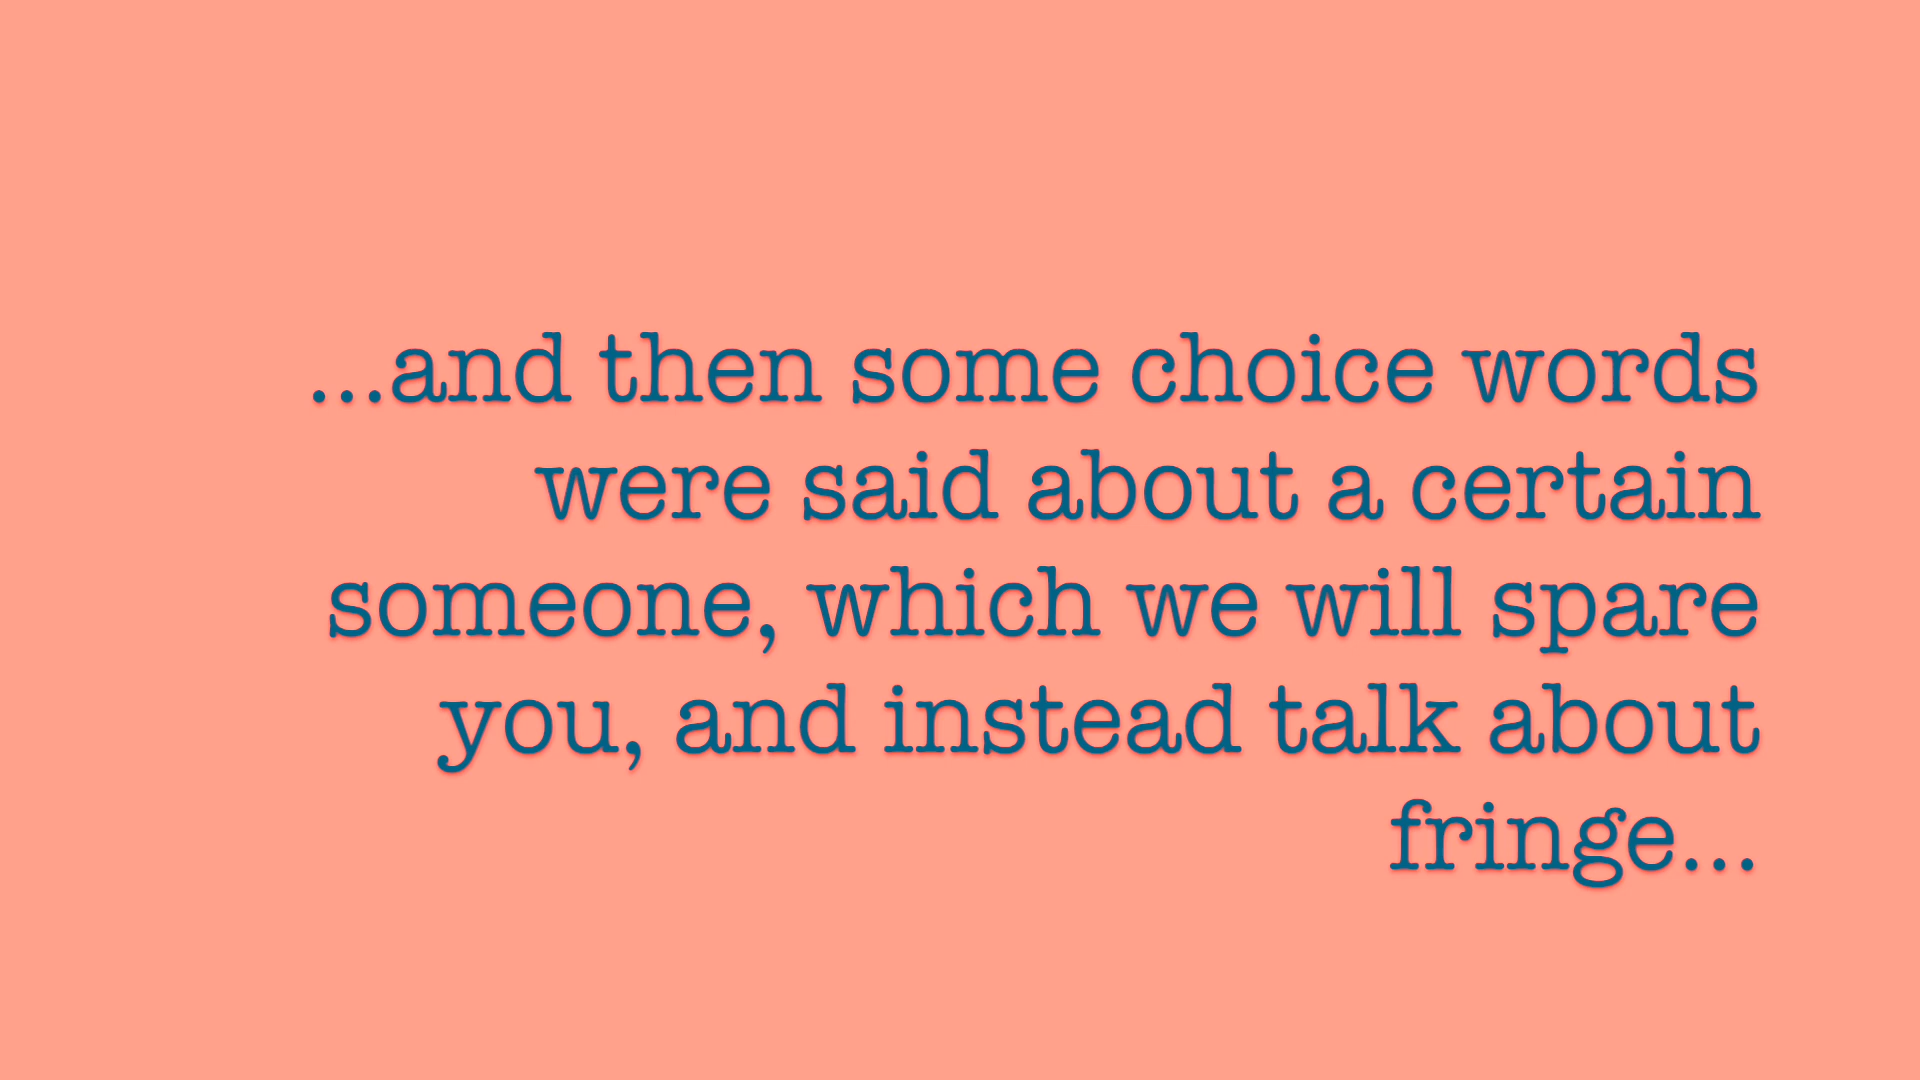 ...and then some choice words
were said about a certain
someone, which we will spare
you, and instead talk about
fringe...